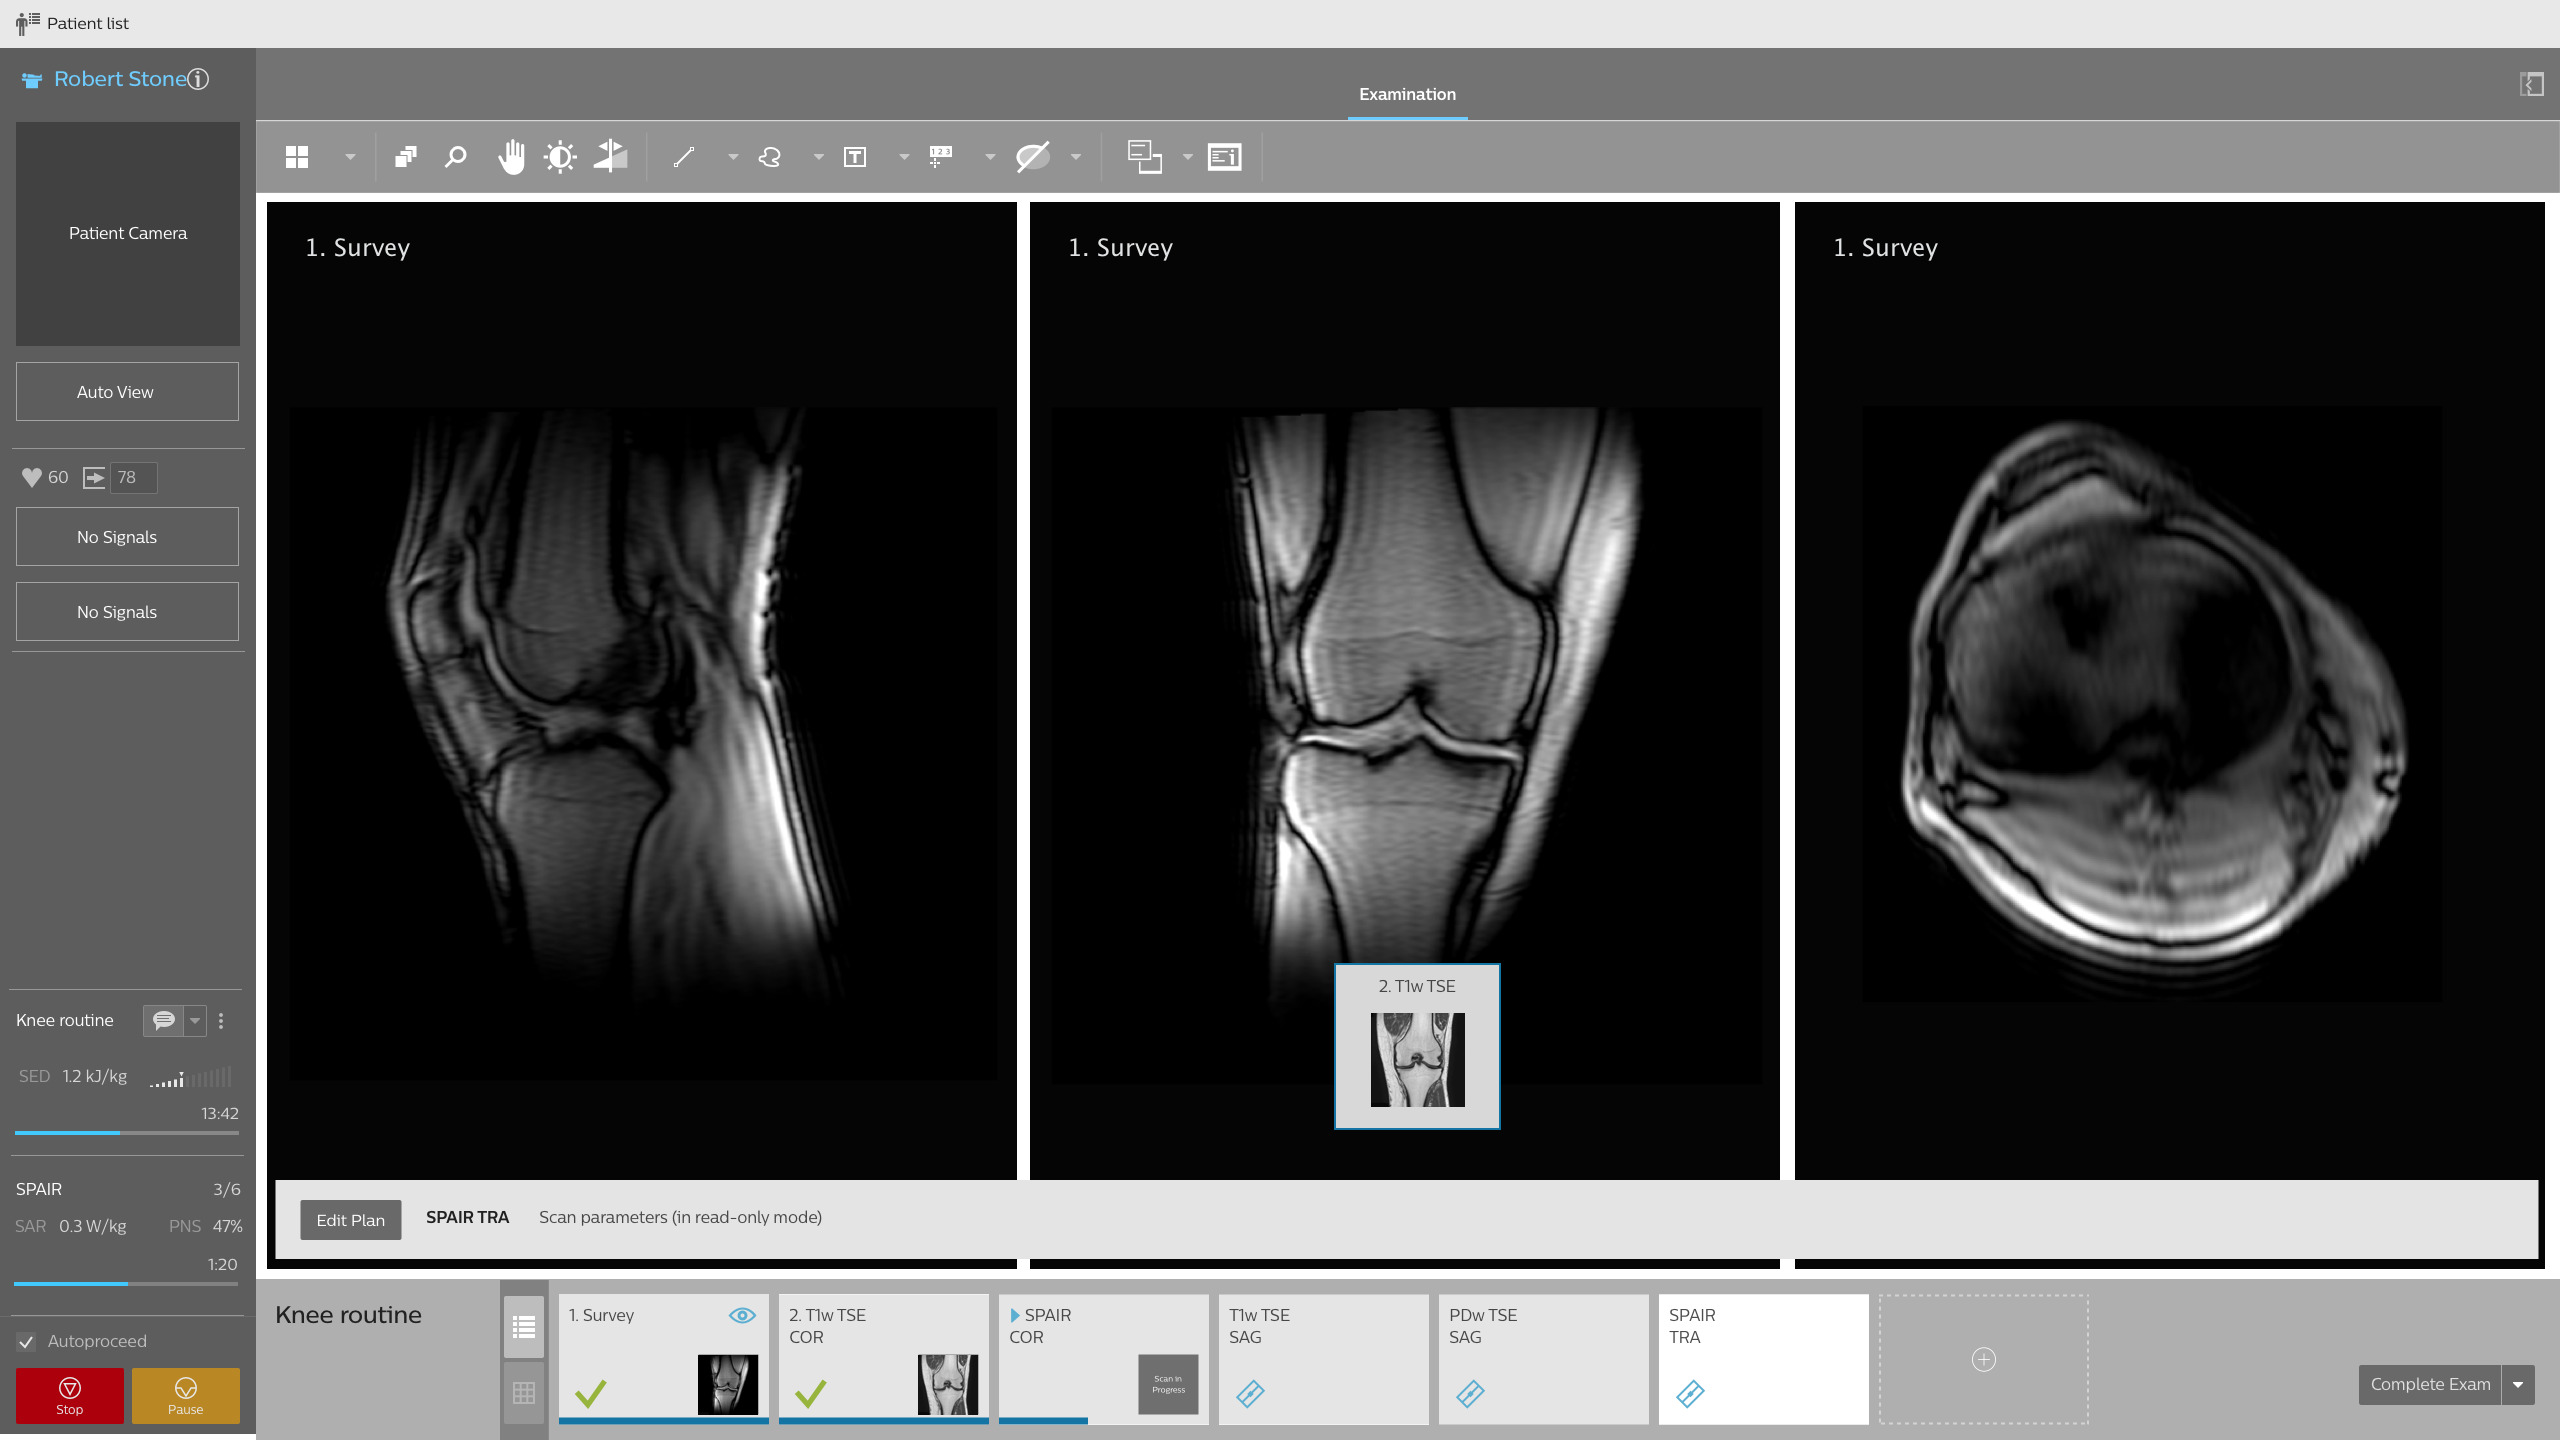 Patient list
Robert Stone
Examination
Patient Camera
Auto View
60 78
No Signals
No Signals
1. Survey
1. Survey
1. Survey
2. T1w TSE
Knee routine
SED 1.2 kJ/kg
13:42
SPAIR 3/6
SAR 0.3 W/kg PNS 47%
1:20
Autoproceed
Stop
Pause
Edit Plan SPAIR TRA Scan parameters (in read-only mode)
Knee routine
1. Survey
2. T1w TSE
COR
SPAIR
COR
Scan in
Progress
T1w TSE
SAG
PDw TSE
SAG
SPAIR
TRA
Complete Exam